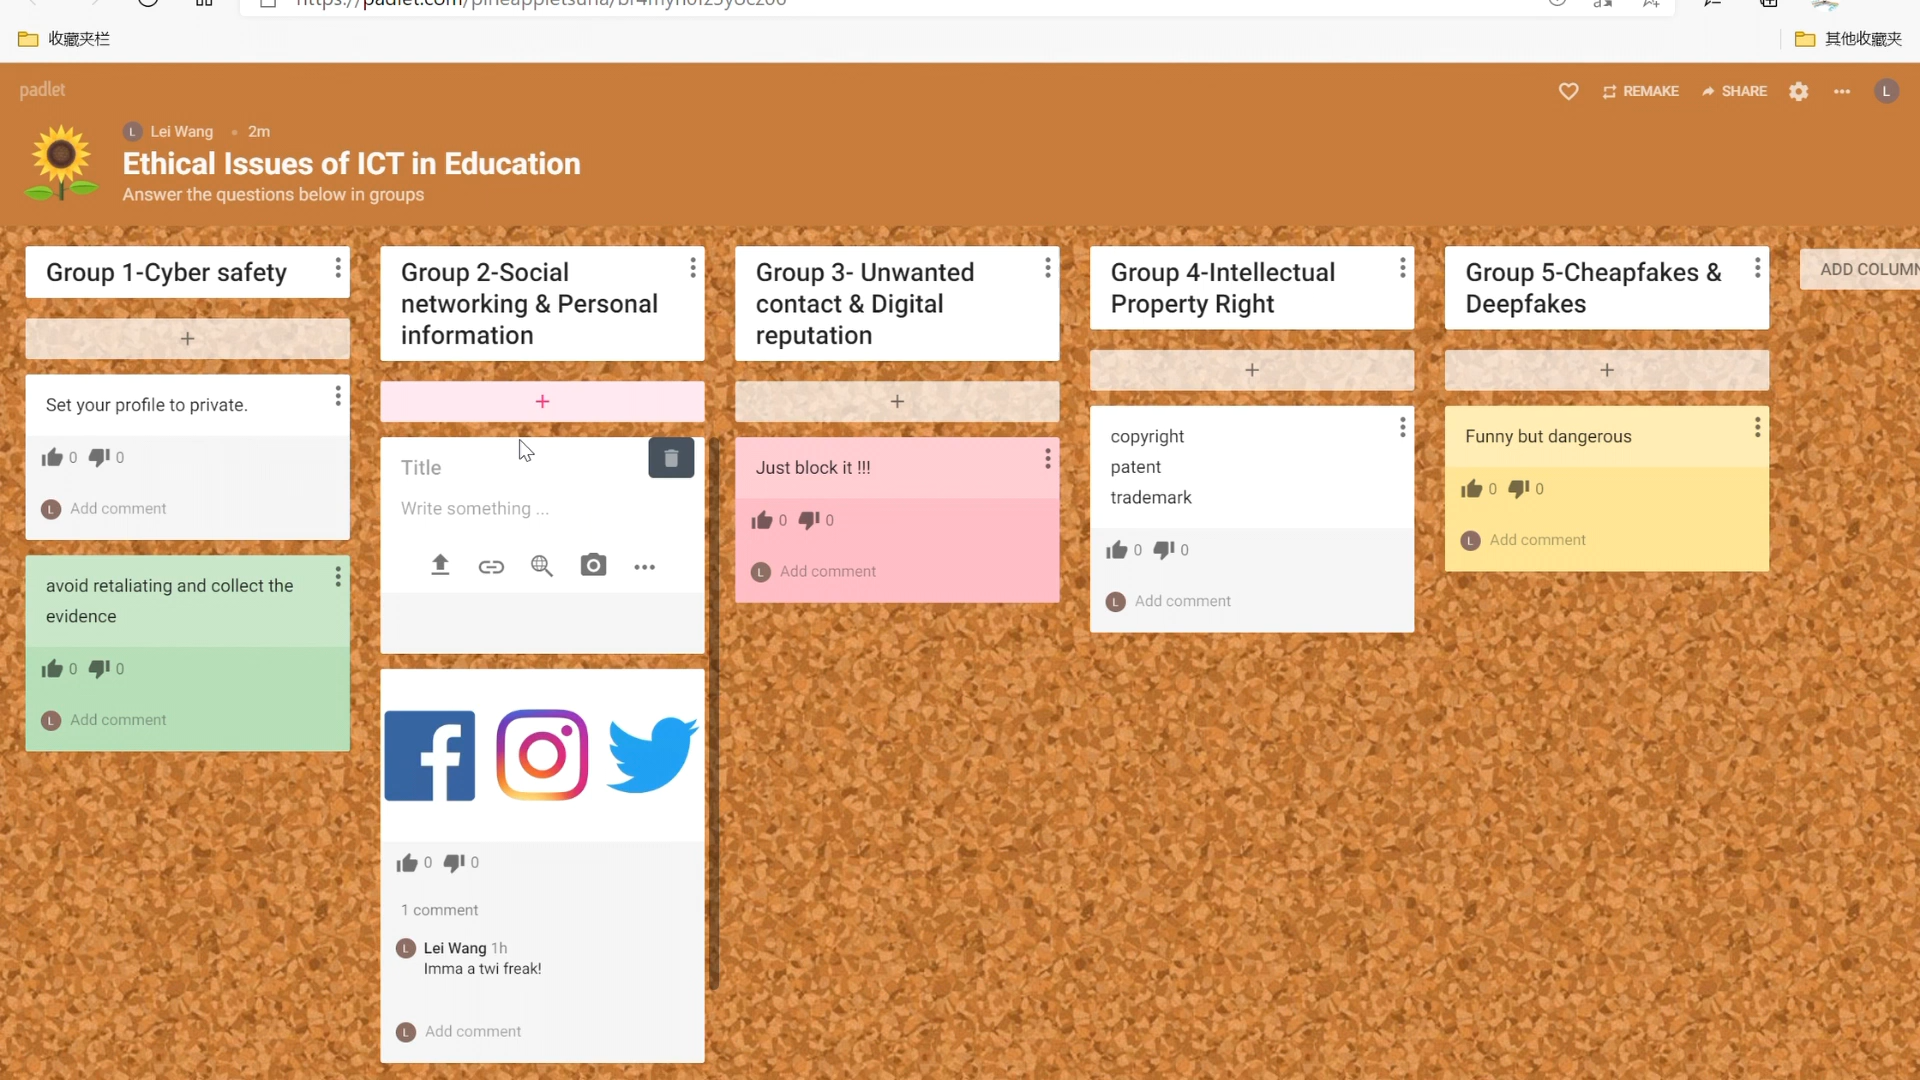 收藏夹栏
其他收藏夹
padlet
REMAKE
SHARE
L
L Lei Wang • 2m
Ethical Issues of ICT in Education
Answer the questions below in groups
Group 1-Cyber safety
+
Set your profile to private.
0 0
L Add comment
avoid retaliating and collect the
evidence
0 0
L Add comment
Group 2-Social
networking & Personal
information
+
Title
Write something ...
0 0
1 comment
L Lei Wang 1h
Imma a twi freak!
L Add comment
Group 3- Unwanted
contact & Digital
reputation
+
Just block it !!!
0 0
L Add comment
Group 4-Intellectual
Property Right
+
copyright
patent
trademark
0 0
L Add comment
Group 5-Cheapfakes &
Deepfakes
+
Funny but dangerous
0 0
L Add comment
ADD COLUMN